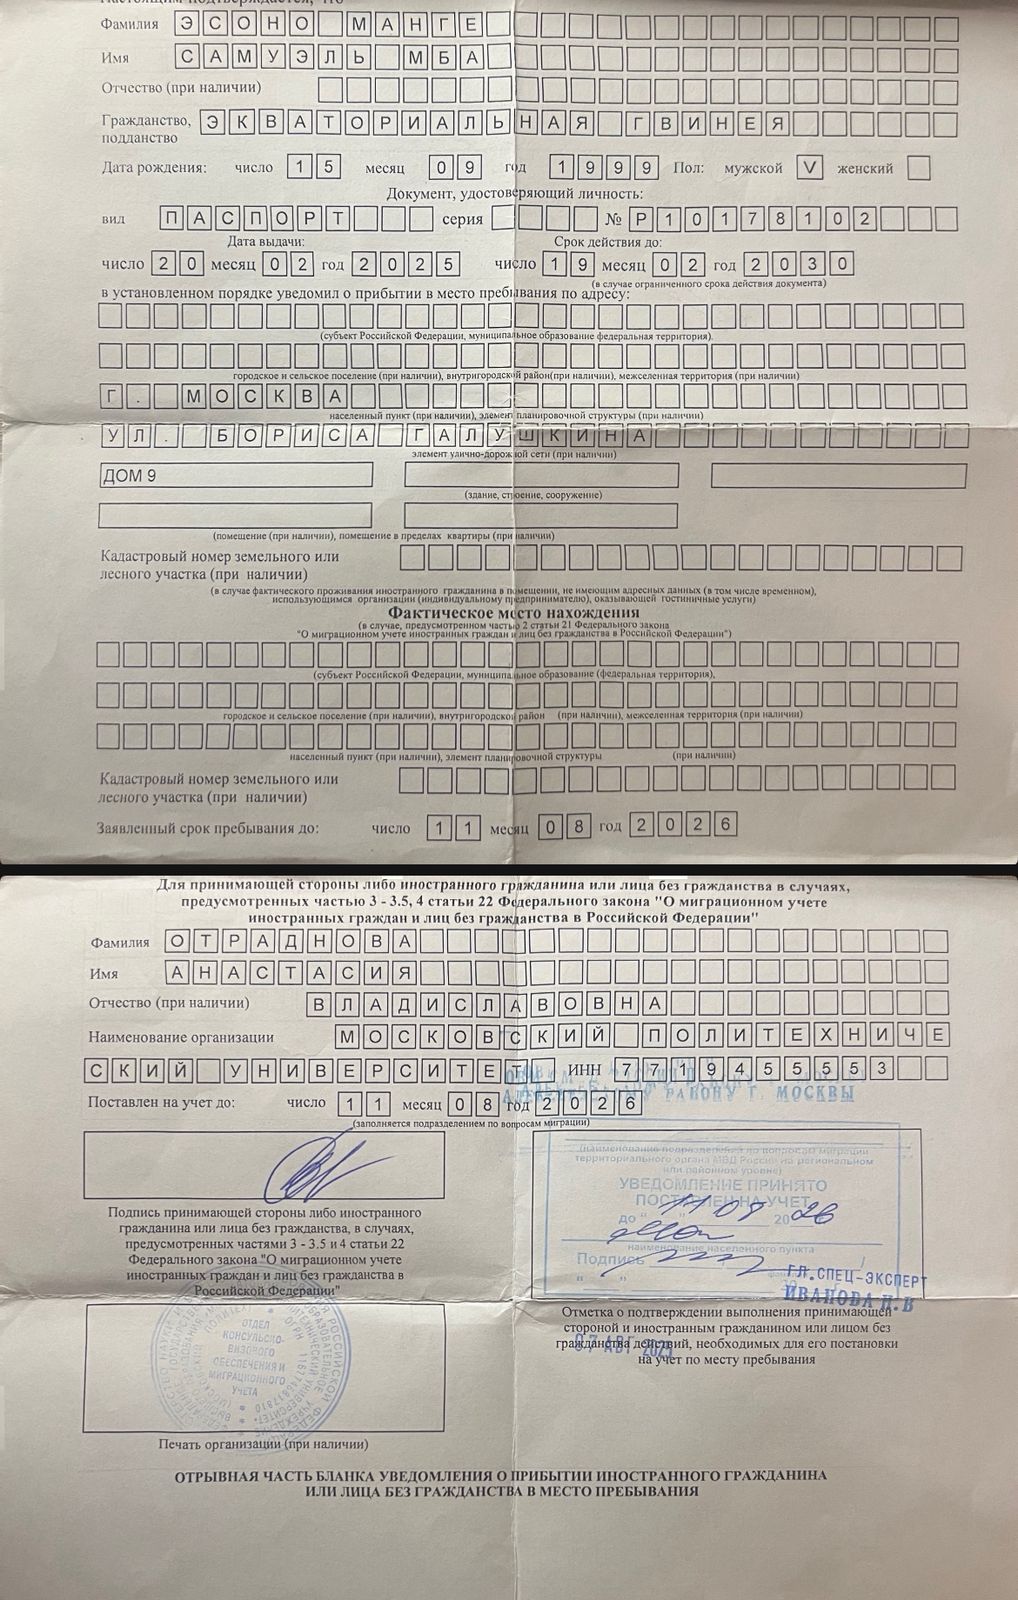 Настоящим подтверждается, что
Фамилия ЭСОНО МАНГЕ
Имя САМУЭЛЬ МБА
Отчество (при наличии)
Гражданство, ЭКВАТОРИАЛЬНАЯ ГВИНЕЯ
подданство
Дата рождения: число 15 месяц 09 год 1999 Пол: мужской V женский
Документ, удостоверяющий личность:
вид ПАСПОРТ серия № Р10178102
Дата выдачи: Срок действия до:
число 20 месяц 02 год 2025 число 19 месяц 02 год 2030
(в случае ограниченного срока действия документа)
в установленном порядке уведомил о прибытии в место пребывания по адресу:
(субъект Российской Федерации, муниципальное образование федеральная территория).
городское и сельское поселение (при наличии), внутригородской район(при наличии), межселенная территория (при наличии)
Г. МОСКВА
населенный пункт (при наличии), элемент планировочной структуры (при наличии)
УЛ. БОРИСА ГАЛУШКИНА
элемент улично-дорожной сети (при наличии)
ДОМ 9
(здание, строение, сооружение)
(помещение (при наличии), помещение в пределах квартиры (при наличии)
Кадастровый номер земельного или
лесного участка (при наличии)
(в случае фактического проживания иностранного гражданина в помещении, не имеющим адресных данных (в том числе временном),
использующимся организации (индивидуальному предпринимателю), оказывающей гостиничные услуги)
Фактическое место нахождения
(в случае, предусмотренном частью 2 статьи 21 Федерального закона
"О миграционном учете иностранных граждан и лиц без гражданства в Российской Федерации")
(субъект Российской Федерации, муниципальное образование (федеральная территория),
городское и сельское поселение (при наличии), внутригородской район (при наличии), межселенная территория (при наличии)
населенный пункт (при наличии), элемент планировочной структуры (при наличии)
Кадастровый номер земельного или
лесного участка (при наличии)
Заявленный срок пребывания до: число 11 месяц 08 год 2026
Для принимающей стороны либо иностранного гражданина или лица без гражданства в случаях,
предусмотренных частью 3 - 3.5, 4 статьи 22 Федерального закона "О миграционном учете
иностранных граждан и лиц без гражданства в Российской Федерации"
Фамилия ОТРАДНОВА
Имя АНАСТАСИЯ
Отчество (при наличии) ВЛАДИСЛАВОВНА
Наименование организации МОСКОВСКИЙ ПОЛИТЕХНИЧЕ
СКИЙ УНИВЕРСИТЕТ ИНН 7719455553
РАЙОНУ Г. МОСКВЫ
Поставлен на учет до: число 11 месяц 08 год 2026
(заполняется подразделением по вопросам миграции)
(наименование подразделения по вопросам миграции
территориального органа МВД России на региональном
или районном уровне)
УВЕДОМЛЕНИЕ ПРИНЯТО
ПОСТАВЛЕН НА УЧЕТ
до " 11 " 08 20 26
наименование населенного пункта
Подпись
ГЛ.СПЕЦ-ЭКСПЕРТ
ИВАНОВА Н.В
Подпись принимающей стороны либо иностранного
гражданина или лица без гражданства, в случаях,
предусмотренных частями 3 - 3.5 и 4 статьи 22
Федерального закона "О миграционном учете
иностранных граждан и лиц без гражданства в
Российской Федерации"
Отметка о подтверждении выполнения принимающей
стороной и иностранным гражданином или лицом без
гражданства действий, необходимых для его постановки
на учет по месту пребывания
07 АВГ 2025
ОТДЕЛ
КОНСУЛЬСКО-
ВИЗОВОГО
ОБЕСПЕЧЕНИЯ И
МИГРАЦИОННОГО
УЧЕТА
Печать организации (при наличии)
ОТРЫВНАЯ ЧАСТЬ БЛАНКА УВЕДОМЛЕНИЯ О ПРИБЫТИИ ИНОСТРАННОГО ГРАЖДАНИНА
ИЛИ ЛИЦА БЕЗ ГРАЖДАНСТВА В МЕСТО ПРЕБЫВАНИЯ